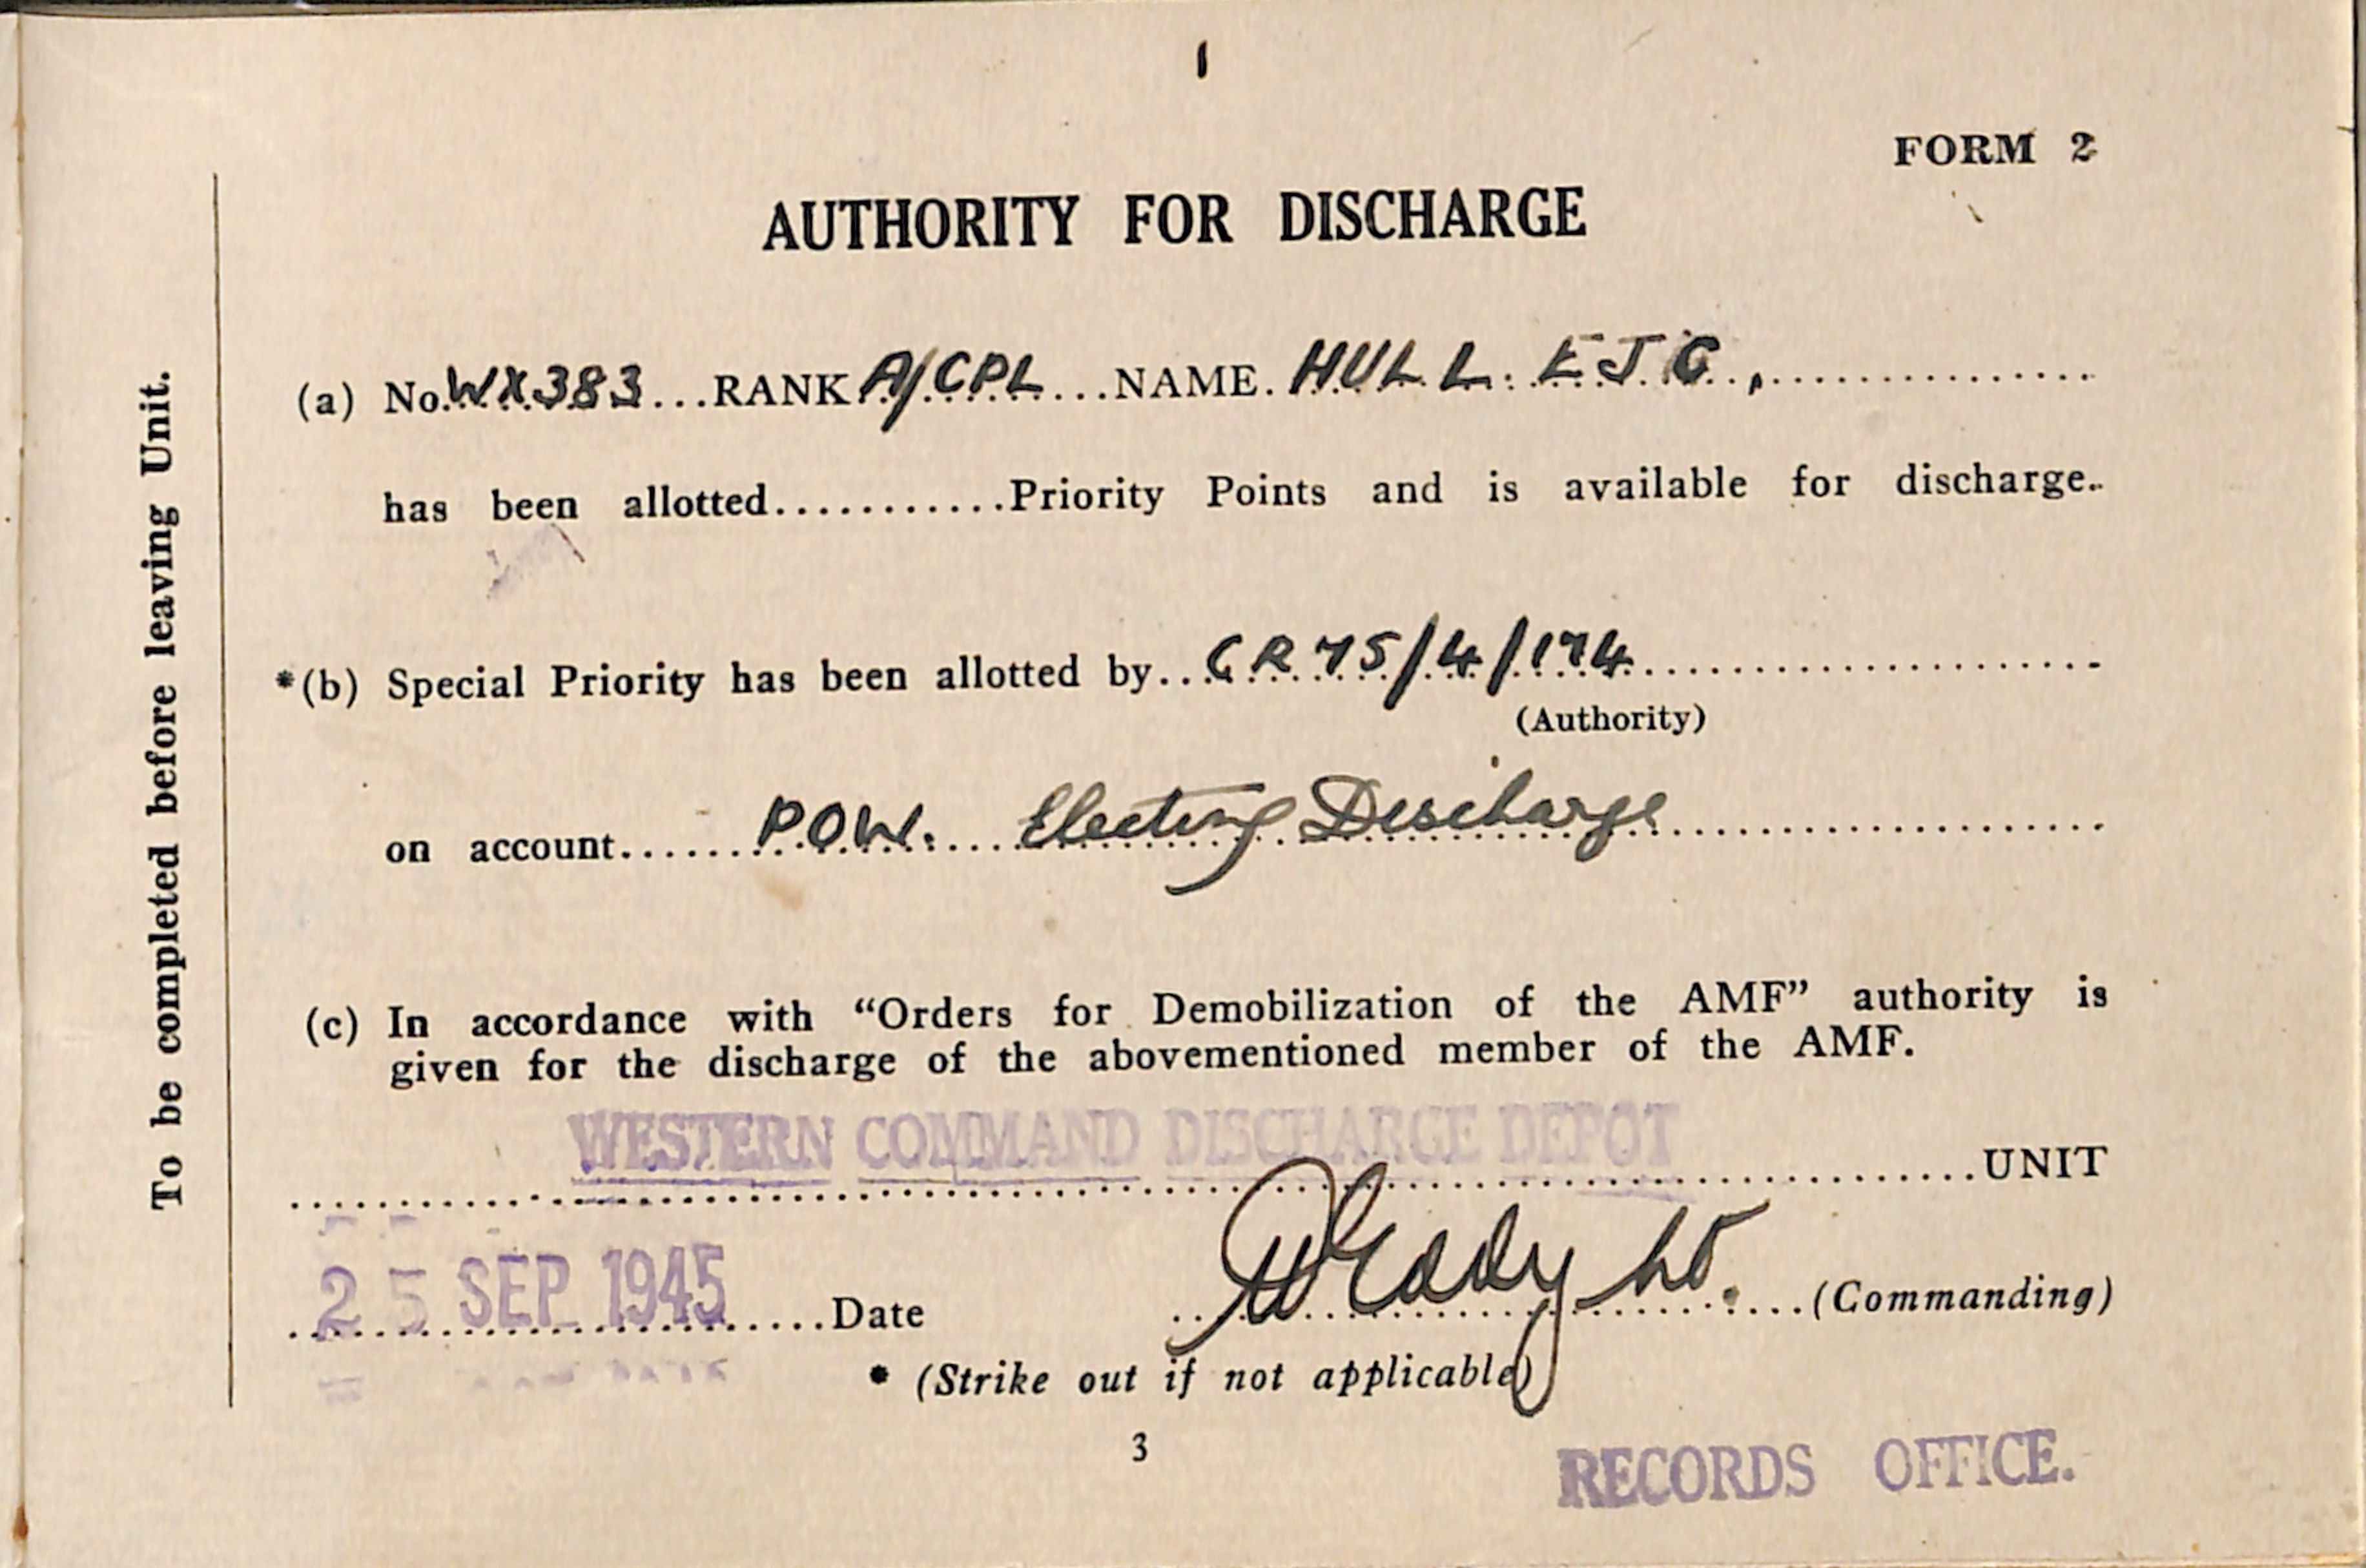 1
FORM 2
AUTHORITY FOR DISCHARGE
To be completed before leaving Unit.
(a) No. WX383 ... RANK A/CPL ... NAME. HULL. E J G, ...............
has been allotted...........Priority Points and is available for discharge.
*(b) Special Priority has been allotted by.. CR 75/4/174 .......................
(Authority)
on account....... P.O.W. .... Electing Discharge ......................
(c) In accordance with “Orders for Demobilization of the AMF” authority is
given for the discharge of the abovementioned member of the AMF.
WESTERN COMMAND DISCHARGE DEPOT
...............................................UNIT
25 SEP 1945 ......Date
Lt. ....(Commanding)
* (Strike out if not applicable)
3
RECORDS OFFICE.